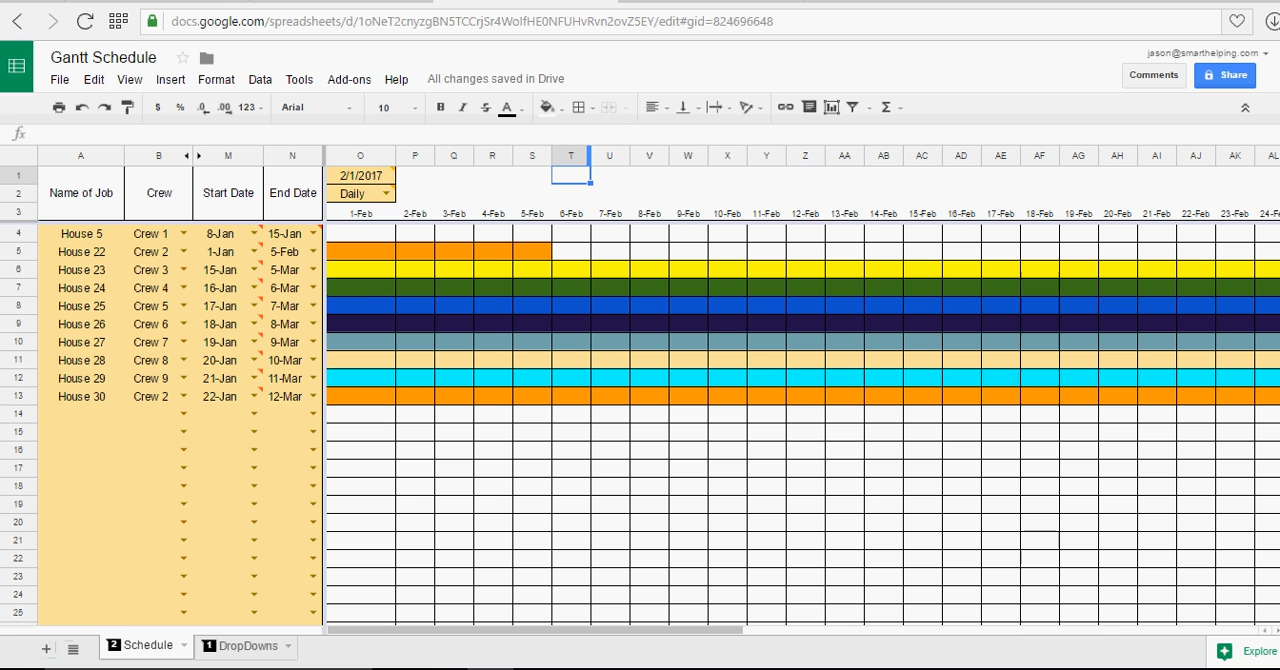 docs.google.com/spreadsheets/d/1oNeT2cnyzgBN5TCCrjSr4WoIfHE0NFUHvRvn2ovZ5EY/edit#gid=824696648
Gantt Schedule
jason@smarthelping.com
File Edit View Insert Format Data Tools Add-ons Help All changes saved in Drive
Comments Share
$ % .0 .00 123 Arial 10 B I S A Σ
fx
A B M N O P Q R S T U V W X Y Z AA AB AC AD AE AF AG AH AI AJ AK AL
1 2/1/2017
Name of Job Crew Start Date End Date
2 Daily
3 1-Feb 2-Feb 3-Feb 4-Feb 5-Feb 6-Feb 7-Feb 8-Feb 9-Feb 10-Feb 11-Feb 12-Feb 13-Feb 14-Feb 15-Feb 16-Feb 17-Feb 18-Feb 19-Feb 20-Feb 21-Feb 22-Feb 23-Feb 24-F
4 House 5 Crew 1 8-Jan 15-Jan
5 House 22 Crew 2 1-Jan 5-Feb
6 House 23 Crew 3 15-Jan 5-Mar
7 House 24 Crew 4 16-Jan 6-Mar
8 House 25 Crew 5 17-Jan 7-Mar
9 House 26 Crew 6 18-Jan 8-Mar
10 House 27 Crew 7 19-Jan 9-Mar
11 House 28 Crew 8 20-Jan 10-Mar
12 House 29 Crew 9 21-Jan 11-Mar
13 House 30 Crew 2 22-Jan 12-Mar
14
15
16
17
18
19
20
21
22
23
24
25
+ 2 Schedule 1 DropDowns Explore